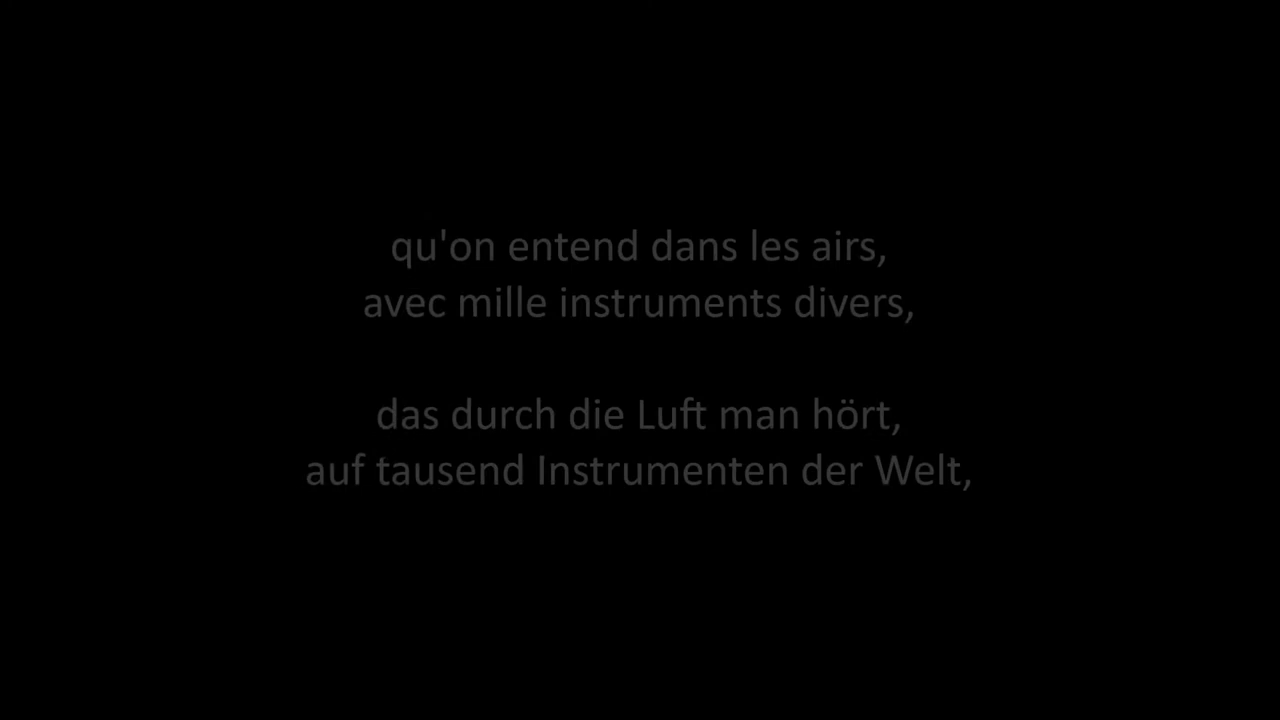 qu'on entend dans les airs,
avec mille instruments divers,
das durch die Luft man hört,
auf tausend Instrumenten der Welt,